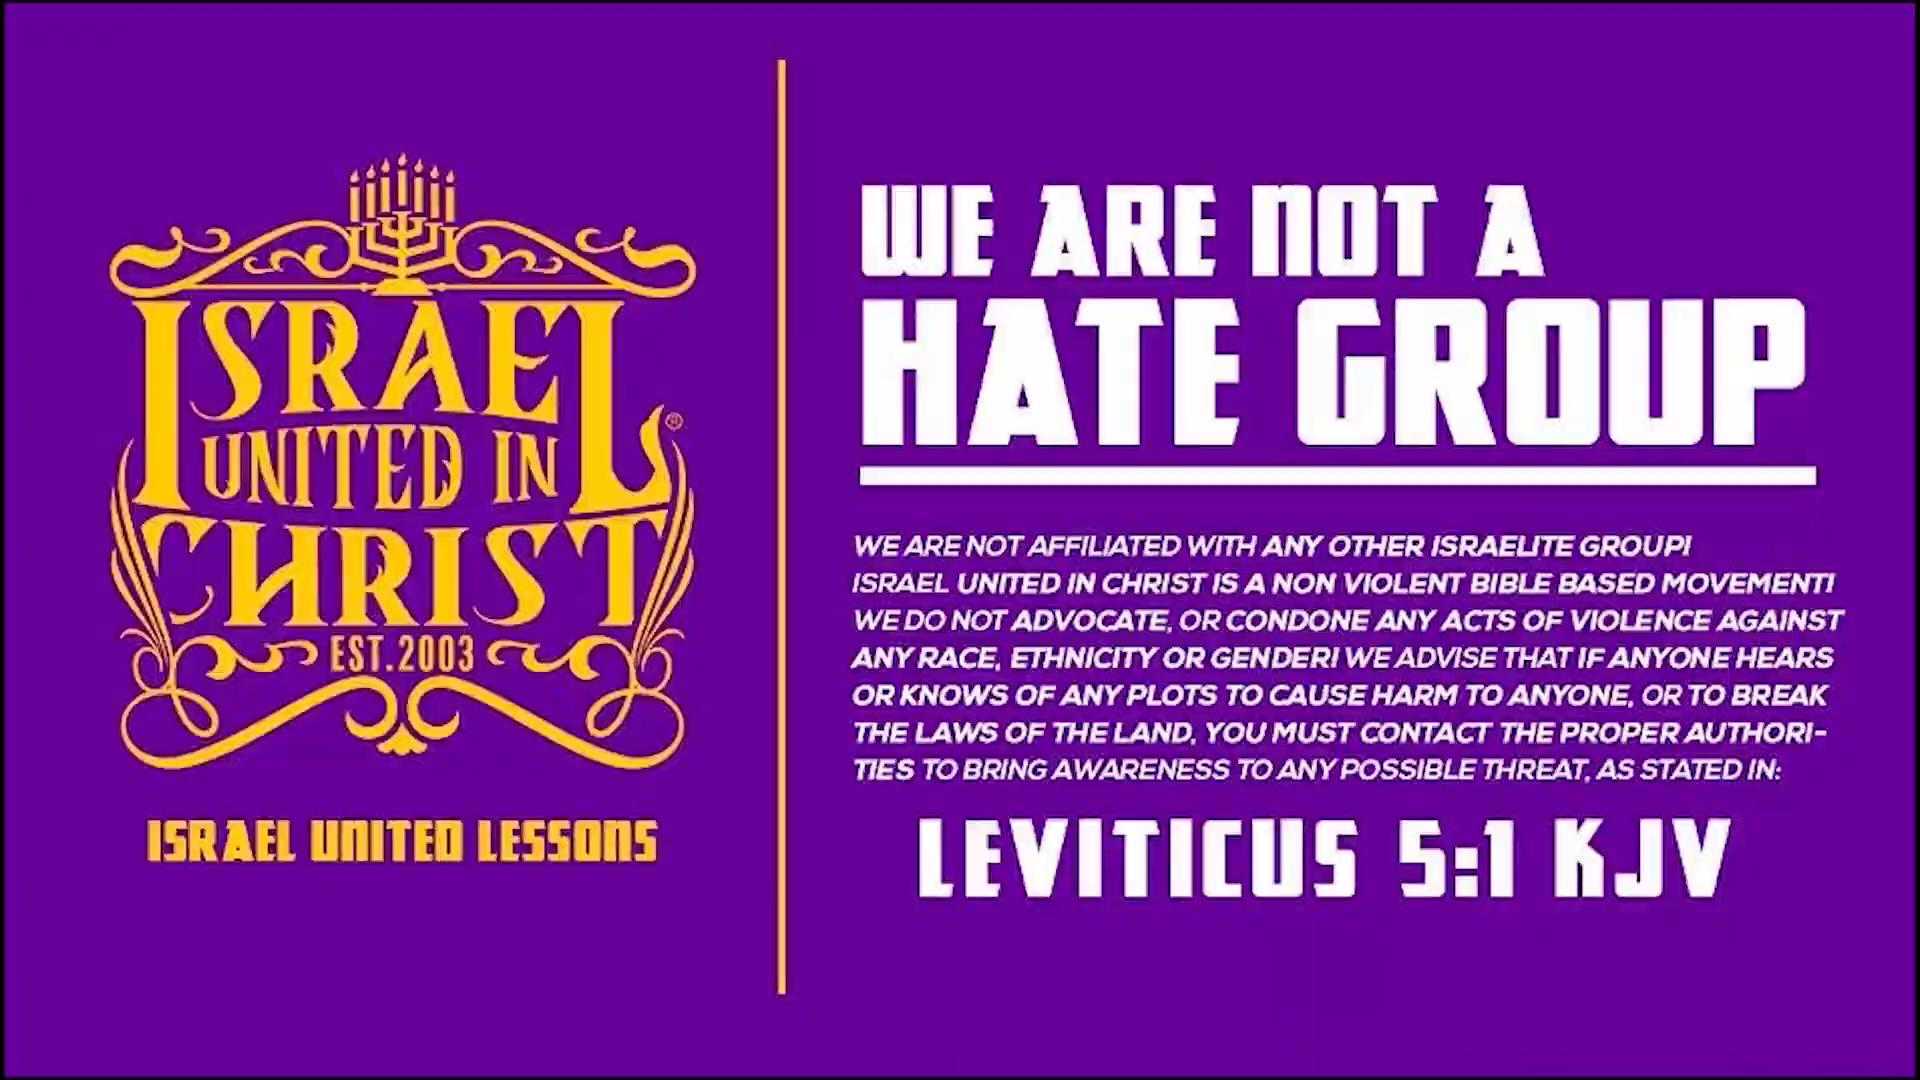 ISRAEL
UNITED IN
CHRIST
®
EST.2003
ISRAEL UNITED LESSONS
WE ARE NOT A
HATE GROUP
WE ARE NOT AFFILIATED WITH ANY OTHER ISRAELITE GROUP!
ISRAEL UNITED IN CHRIST IS A NON VIOLENT BIBLE BASED MOVEMENT!
WE DO NOT ADVOCATE, OR CONDONE ANY ACTS OF VIOLENCE AGAINST
ANY RACE, ETHNICITY OR GENDER! WE ADVISE THAT IF ANYONE HEARS
OR KNOWS OF ANY PLOTS TO CAUSE HARM TO ANYONE, OR TO BREAK
THE LAWS OF THE LAND, YOU MUST CONTACT THE PROPER AUTHORI-
TIES TO BRING AWARENESS TO ANY POSSIBLE THREAT, AS STATED IN:
LEVITICUS 5:1 KJV